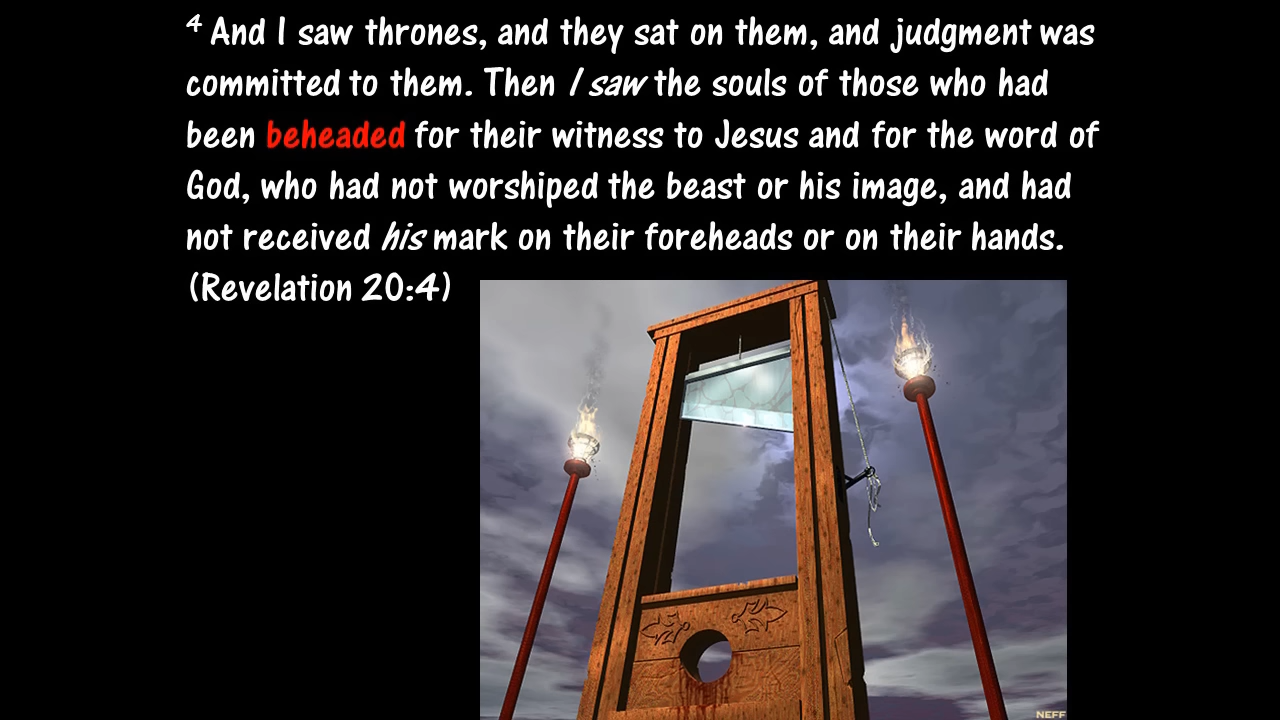 ⁴ And I saw thrones, and they sat on them, and judgment was
committed to them. Then I saw the souls of those who had
been beheaded for their witness to Jesus and for the word of
God, who had not worshiped the beast or his image, and had
not received his mark on their foreheads or on their hands.
(Revelation 20:4)
NEFF